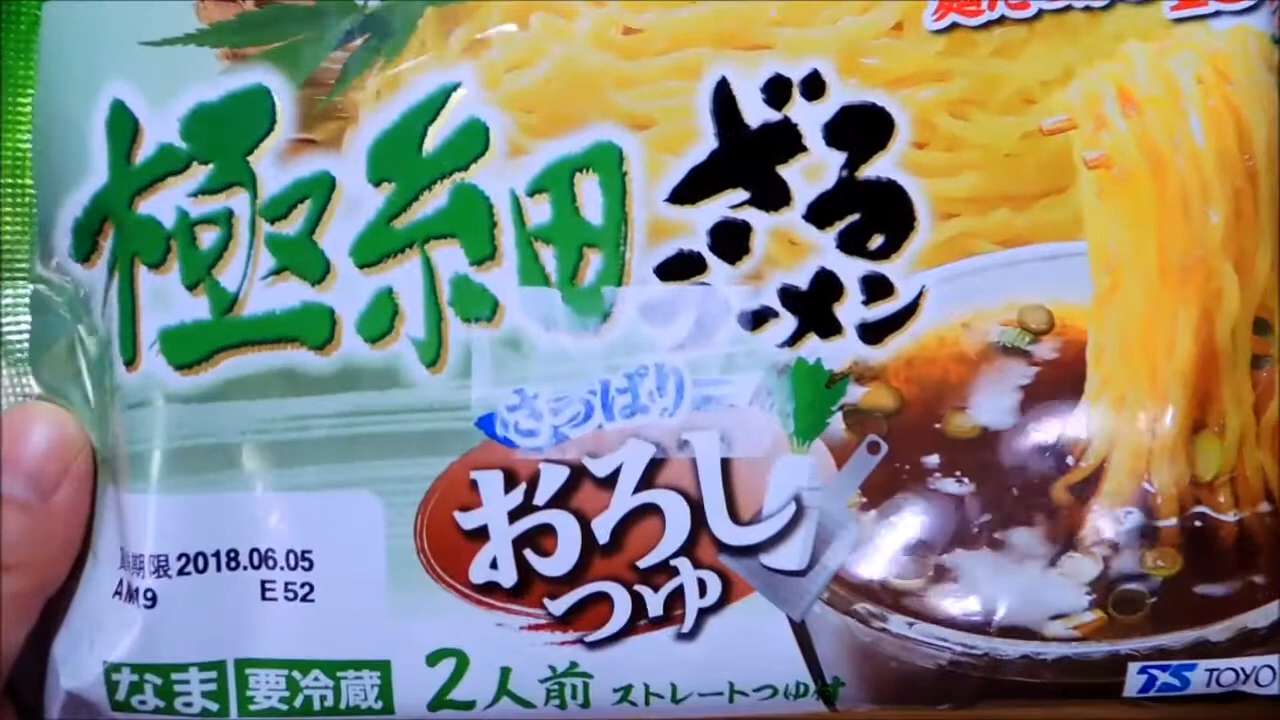 極細
ざる
ラーメン
さっぱり
おろし
つゆ
期限 2018.06.05
E52
なま 要冷蔵 2人前 ストレートつゆ付
TS TOYO